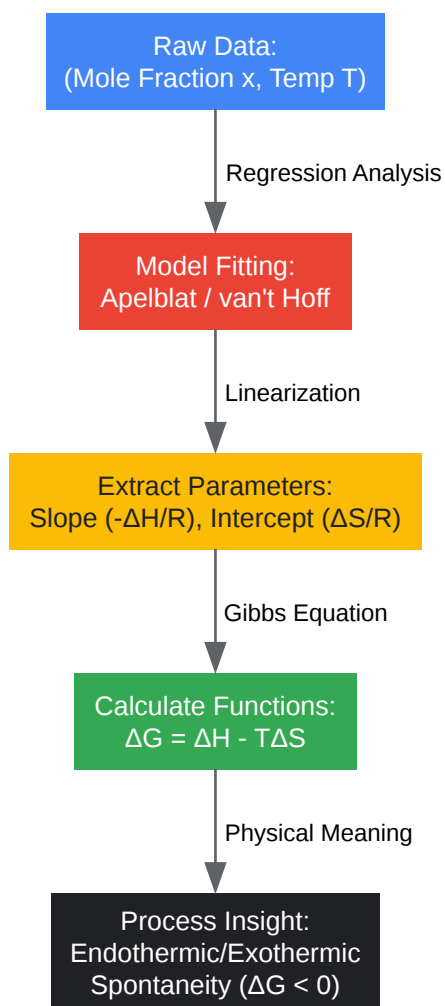 Raw Data:
(Mole Fraction x, Temp T)
Regression Analysis
Model Fitting:
Apelblat / van't Hoff
Linearization
Extract Parameters:
Slope (-ΔH/R), Intercept (ΔS/R)
Gibbs Equation
Calculate Functions:
ΔG = ΔH - TΔS
Physical Meaning
Process Insight:
Endothermic/Exothermic
Spontaneity (ΔG < 0)